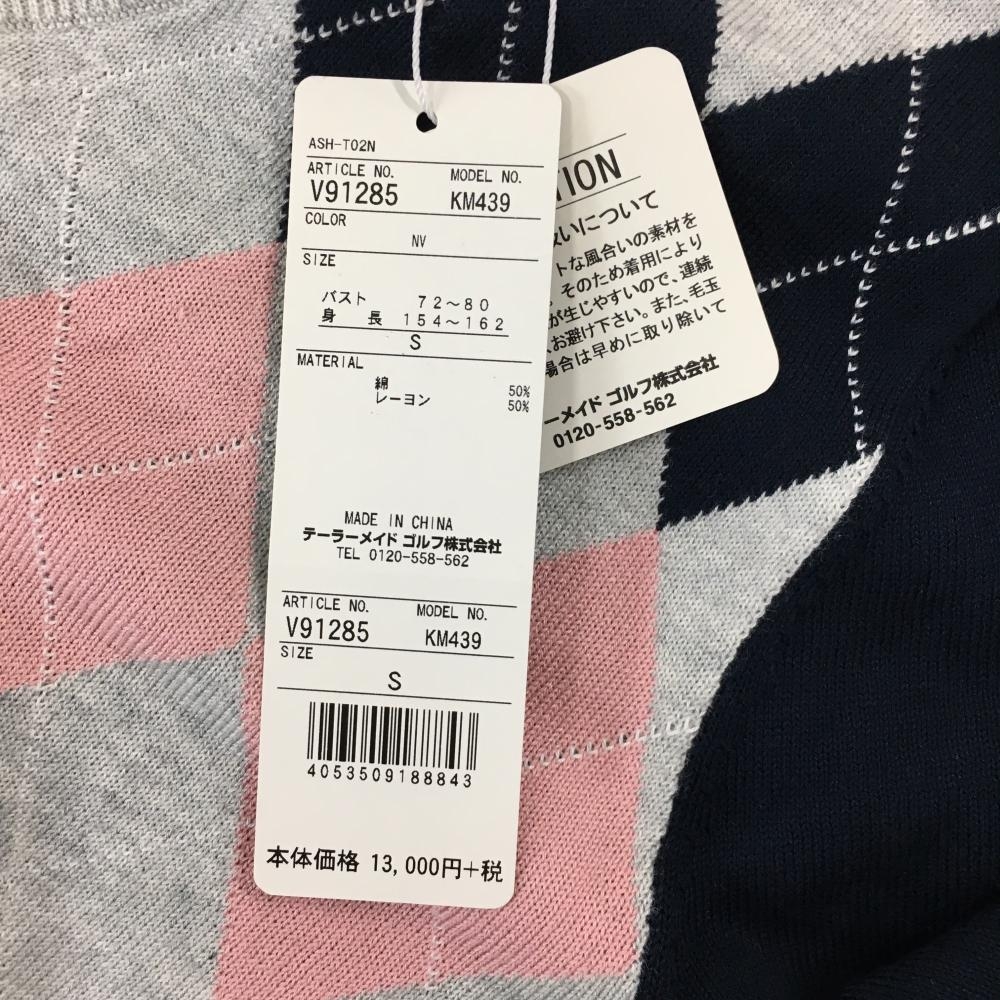 ASH-T02N
ARTICLE NO. MODEL NO.
V91285 KM439
COLOR
NV
SIZE
バスト 72～80
身長 154～162
S
MATERIAL
綿 50%
レーヨン 50%
MADE IN CHINA
テーラーメイド ゴルフ株式会社
TEL 0120-558-562
ARTICLE NO. MODEL NO.
V91285 KM439
SIZE
S
4053509188843
本体価格 13,000円+税
TION
いについて
トな風合いの素材を
そのため着用により
が生じやすいので、連続
お避け下さい。また、毛玉
場合は早めに取り除いて
ーメイド ゴルフ株式会社
0120-558-562